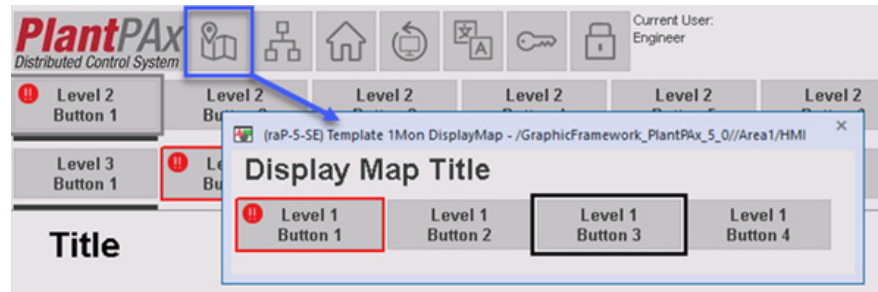 PlantPAx
Distributed Control System
Current User:
Engineer
Level 2
Button 1
Level 2
Level 2
Level 2
Level 2
Level 2
Level 3
Button 1
(raP-5-SE) Template 1Mon DisplayMap - /GraphicFramework_PlantPAx_5_0//Area1/HMI
Display Map Title
Level 1
Button 1
Level 1
Button 2
Level 1
Button 3
Level 1
Button 4
Title